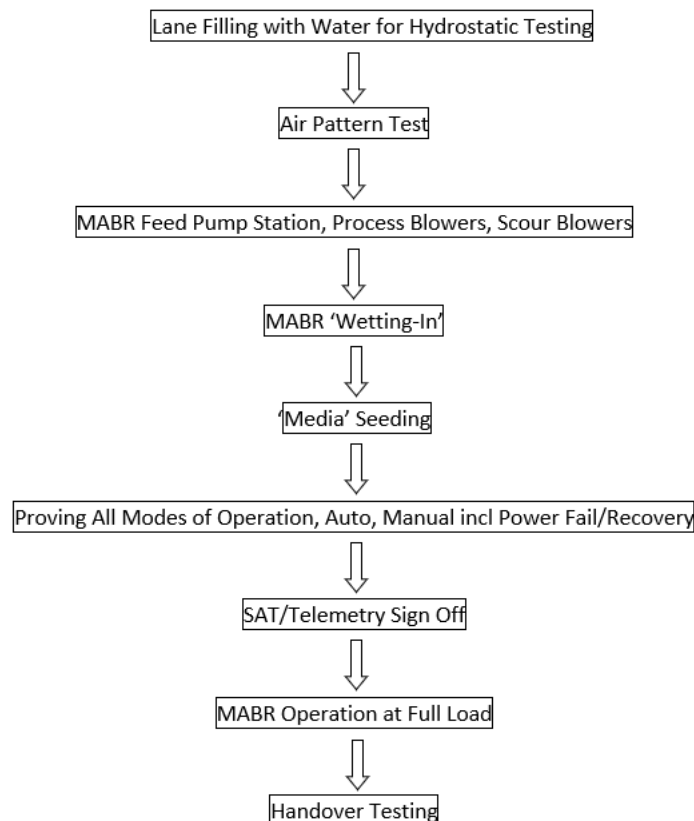 Lane Filling with Water for Hydrostatic Testing
Air Pattern Test
MABR Feed Pump Station, Process Blowers, Scour Blowers
MABR ‘Wetting-In’
‘Media’ Seeding
Proving All Modes of Operation, Auto, Manual incl Power Fail/Recovery
SAT/Telemetry Sign Off
MABR Operation at Full Load
Handover Testing